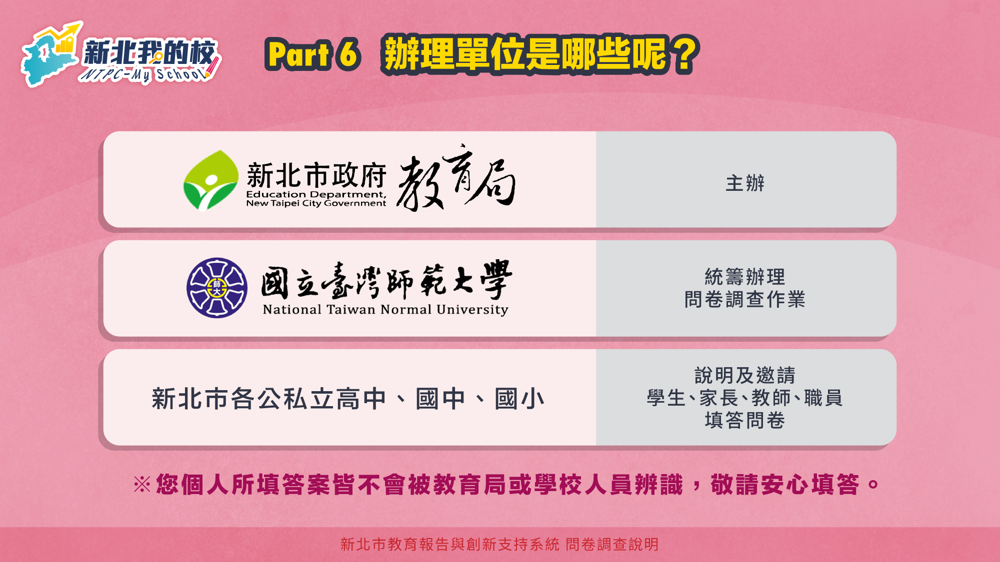 新北我的校
NTPC-My School
Part 6 辦理單位是哪些呢？
新北市政府 教育局
Education Department,
New Taipei City Government
主辦
師大
國立臺灣師範大學
National Taiwan Normal University
統籌辦理
問卷調查作業
新北市各公私立高中、國中、國小
說明及邀請
學生、家長、教師、職員
填答問卷
※您個人所填答案皆不會被教育局或學校人員辨識，敬請安心填答。
新北市教育報告與創新支持系統 問卷調查說明